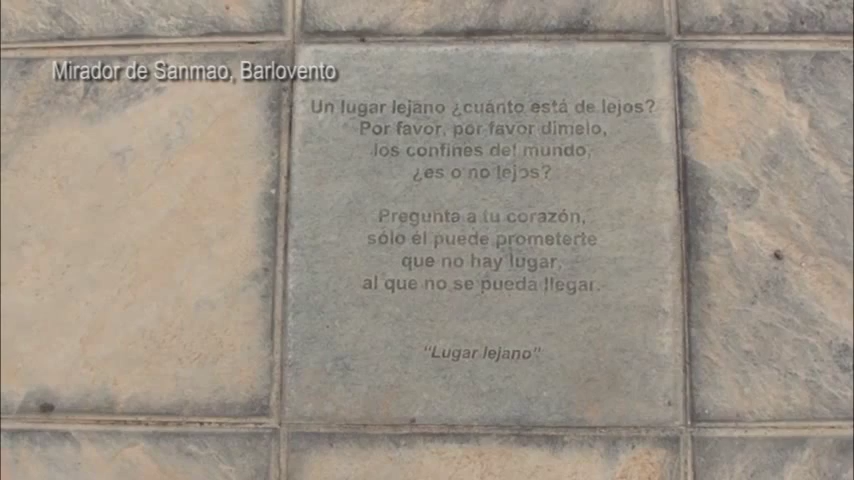 Mirador de Sanmao, Barlovento
Un lugar lejano ¿cuánto está de lejos?
Por favor, por favor dimelo,
los confines del mundo,
¿es o no lejos?
Pregunta a tu corazón,
sólo él puede prometerte
que no hay lugar,
al que no se pueda llegar.
"Lugar lejano"